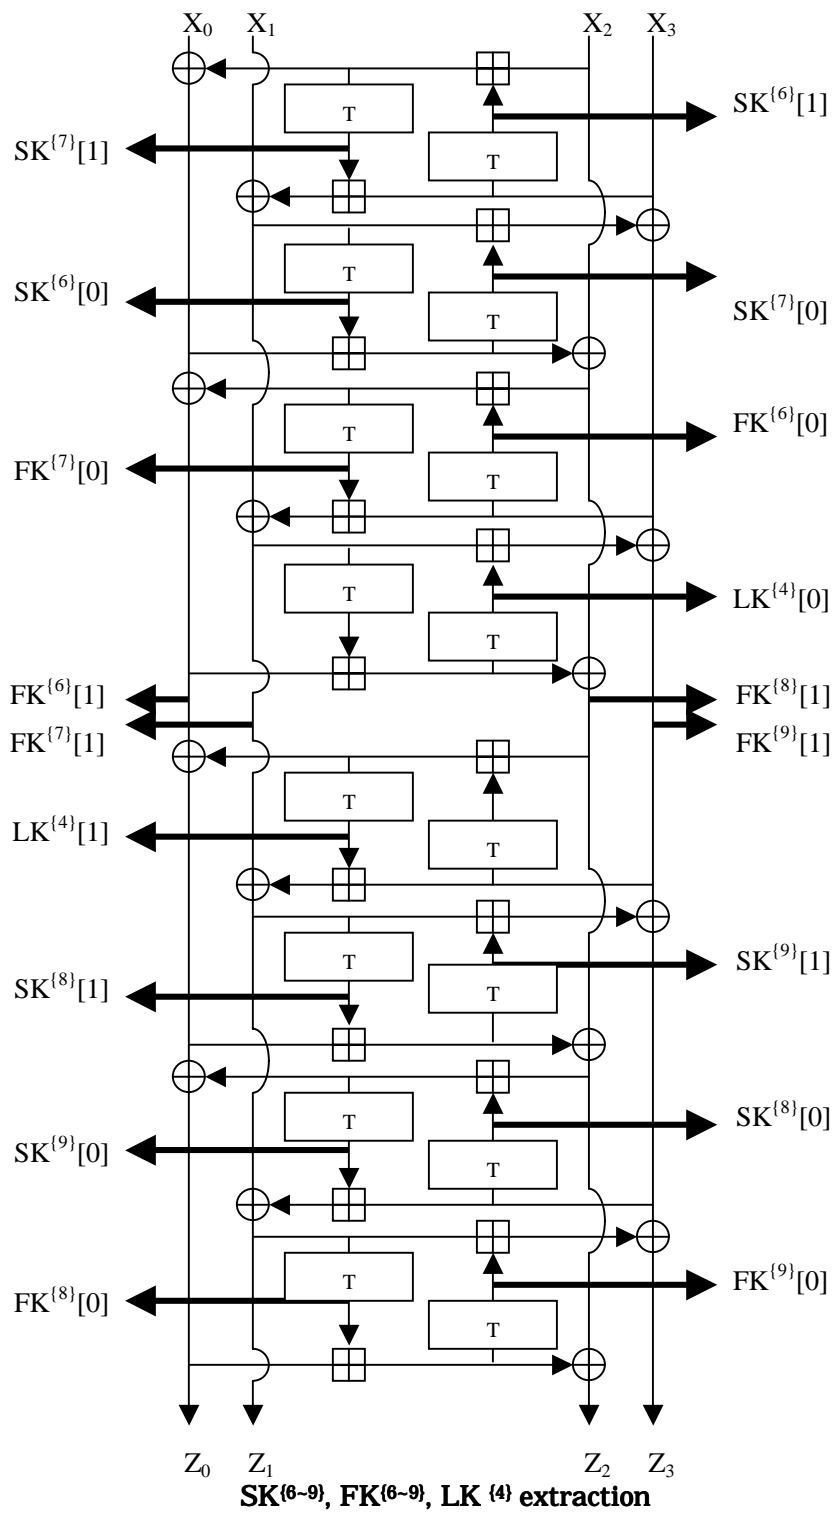 X₀ X₁ X₂ X₃
SK^{6}[1]
T
SK^{7}[1]
T
T
SK^{6}[0]
SK^{7}[0]
T
T
FK^{6}[0]
FK^{7}[0]
T
T
LK^{4}[0]
T
FK^{6}[1] FK^{8}[1]
FK^{7}[1] FK^{9}[1]
T
LK^{4}[1]
T
T
SK^{9}[1]
SK^{8}[1]
T
T
SK^{8}[0]
SK^{9}[0]
T
T
FK^{9}[0]
FK^{8}[0]
T
Z₀ Z₁ Z₂ Z₃
SK^{6~9}, FK^{6~9}, LK ^{4} extraction